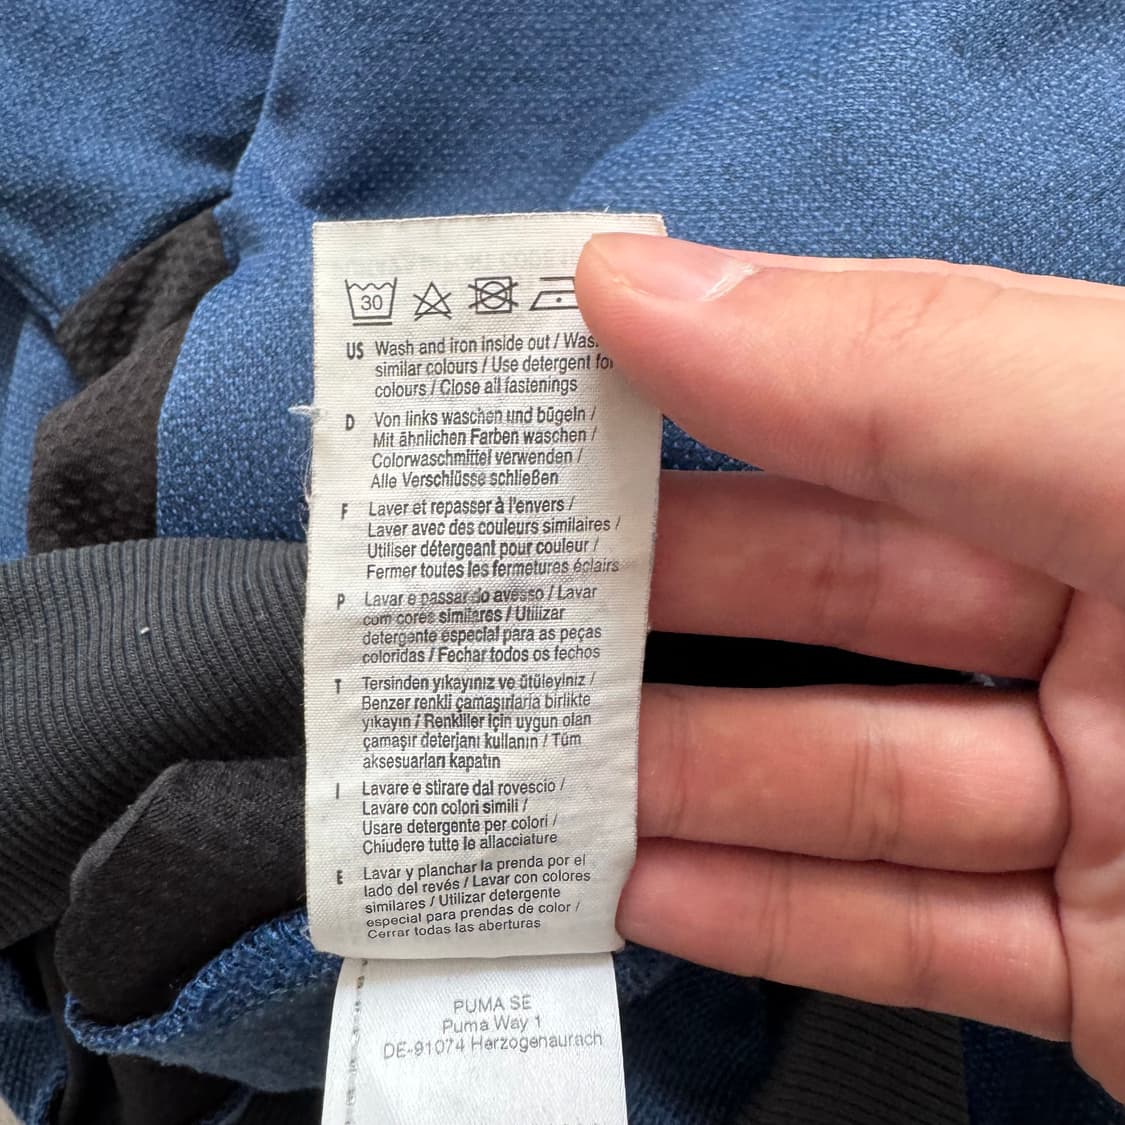 30
US Wash and iron inside out /
similar colours / Use detergent
colours / Close all fastenings
D Von links waschen und bügeln /
Mit ähnlichen Farben waschen /
Colorwaschmittel verwenden /
Alle Verschlüsse schließen
F Laver et repasser à l'envers /
Laver avec des couleurs similaires /
Utiliser détergeant pour couleur /
Fermer toutes les fermetures éclairs
P Lavar e passar do avesso / Lavar
com cores similares / Utilizar
detergente especial para as peças
coloridas / Fechar todos os fechos
T Tersinden yıkayınız ve ütüleyiniz /
Benzer renkli çamaşırlarla birlikte
yıkayın / Renkliler için uygun olan
çamaşır deterjanı kullanın / Tüm
aksesuarları kapatın
I Lavare e stirare dal rovescio /
Lavare con colori simili /
Usare detergente per colori /
Chiudere tutte le allacciature
E Lavar y planchar la prenda por el
lado del revés / Lavar con colores
similares / Utilizar detergente
especial para prendas de color /
Cerrar todas las aberturas
PUMA SE
Puma Way 1
DE-91074 Herzogenaurach